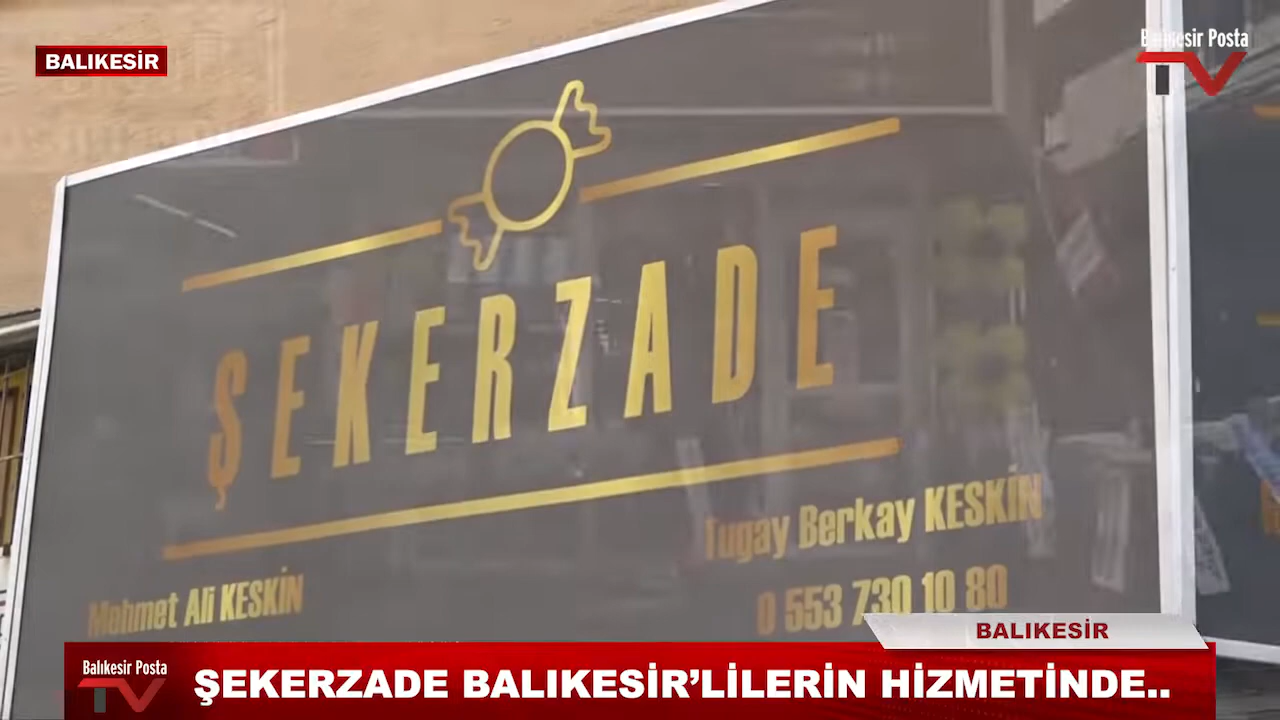 BALIKESİR
Balıkesir Posta
TV
ŞEKERZADE
Tugay Berkay KESKİN
0 553 730 10 80
Mehmet Ali KESKİN
BALIKESİR
Balıkesir Posta
TV
ŞEKERZADE BALIKESİR’LİLERİN HİZMETİNDE..